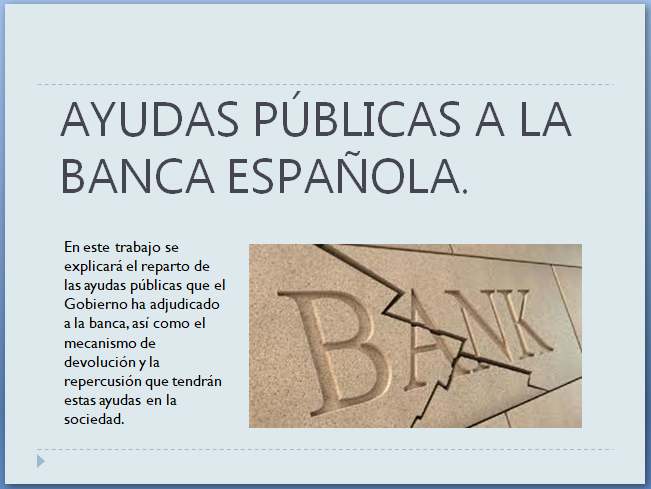 AYUDAS PÚBLICAS A LA
BANCA ESPAÑOLA.
En este trabajo se
explicará el reparto de
las ayudas públicas que el
Gobierno ha adjudicado
a la banca, así como el
mecanismo de
devolución y la
repercusión que tendrán
estas ayudas en la
sociedad.
BANK